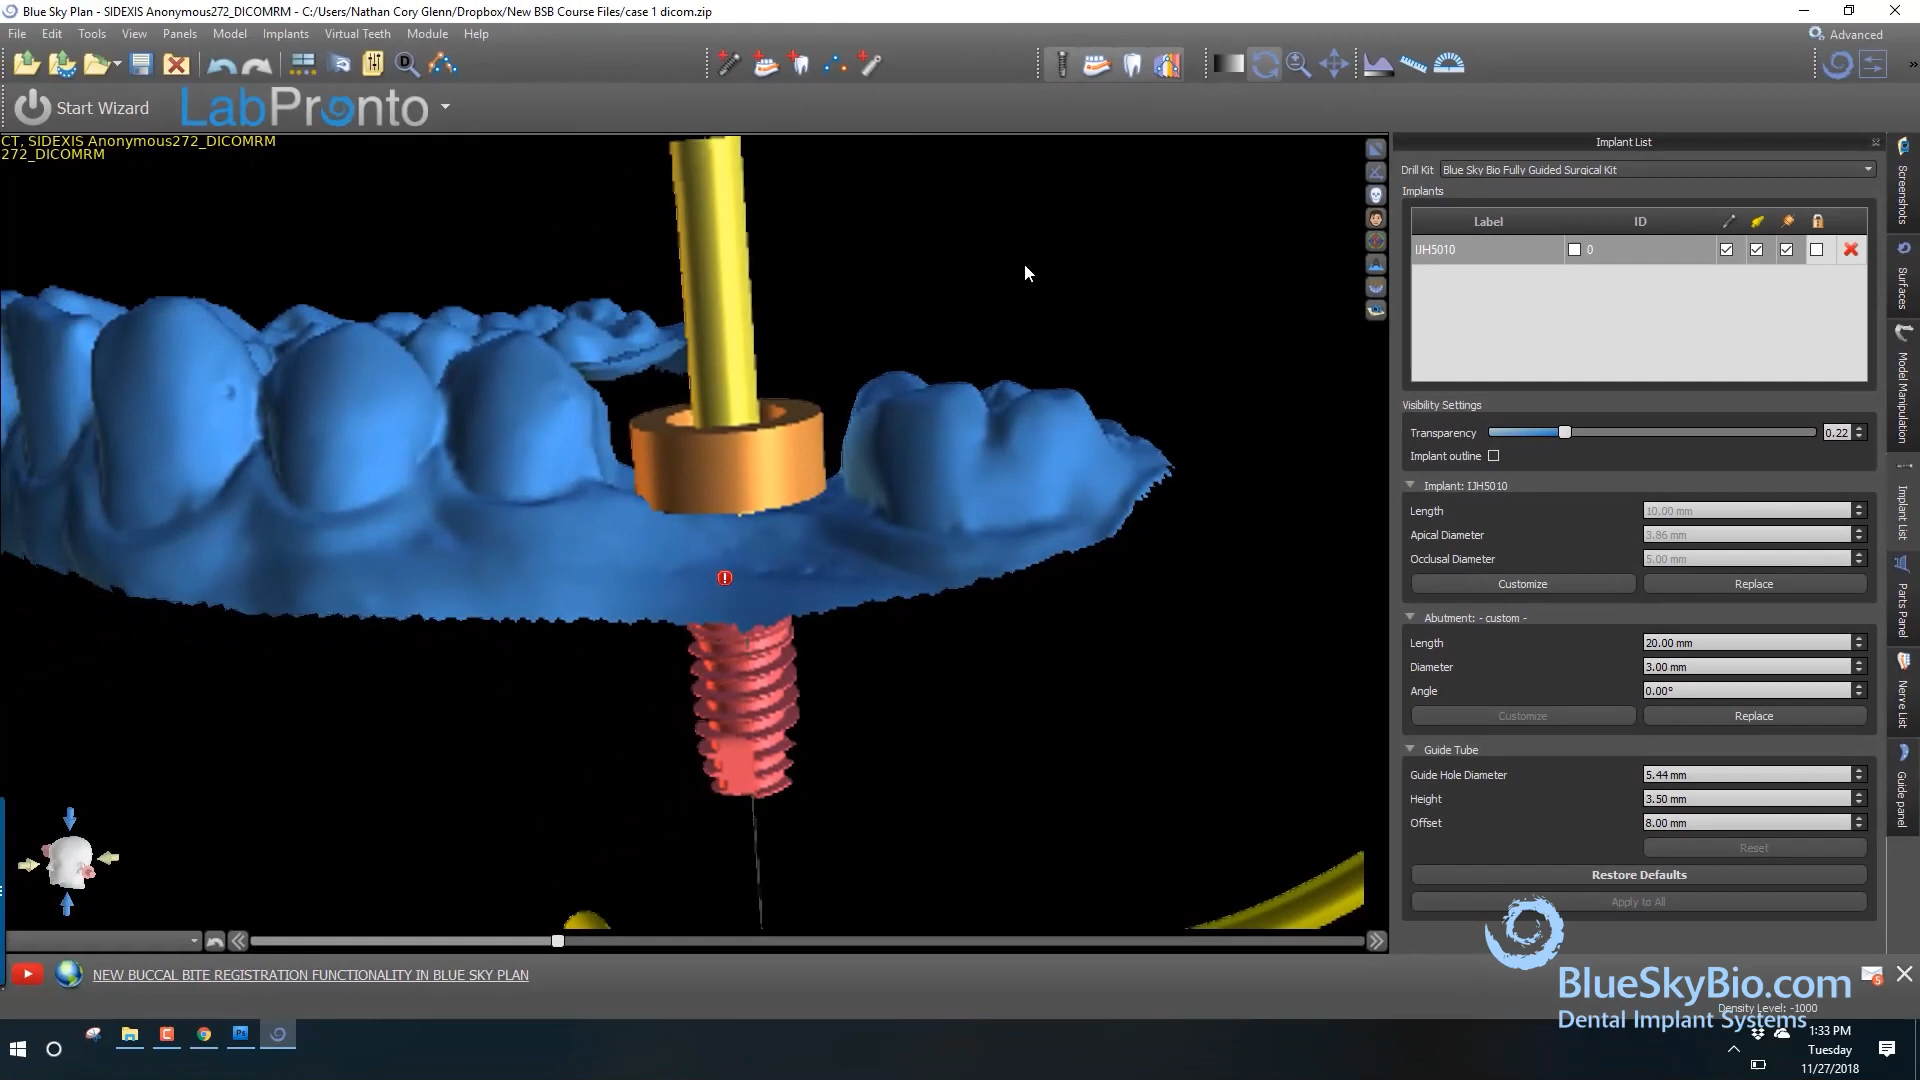 Blue Sky Plan - SIDEXIS Anonymous272_DICOMRM - C:/Users/Nathan Cory Glenn/Dropbox/New BSB Course Files/case 1 dicom.zip
File Edit Tools View Panels Model Implants Virtual Teeth Module Help
Advanced
Start Wizard LabPronto
CT, SIDEXIS Anonymous272_DICOMRM
272_DICOMRM
Implant List
Drill Kit Blue Sky Bio Fully Guided Surgical Kit
Implants
Label ID
IJH5010 0
Visibility Settings
Transparency 0.22
Implant outline
Implant: IJH5010
Length 10.00 mm
Apical Diameter 3.86 mm
Occlusal Diameter 5.00 mm
Customize Replace
Abutment: - custom -
Length 20.00 mm
Diameter 3.00 mm
Angle 0.00°
Customize Replace
Guide Tube
Guide Hole Diameter 5.44 mm
Height 3.50 mm
Offset 8.00 mm
Reset
Restore Defaults
Apply to All
Screenshots
Surfaces
Model Manipulation
Implant List
Parts Panel
Nerve List
Guide panel
NEW BUCCAL BITE REGISTRATION FUNCTIONALITY IN BLUE SKY PLAN
BlueSkyBio.com
Density Level: -1000
Dental Implant Systems
1:33 PM
Tuesday
11/27/2018